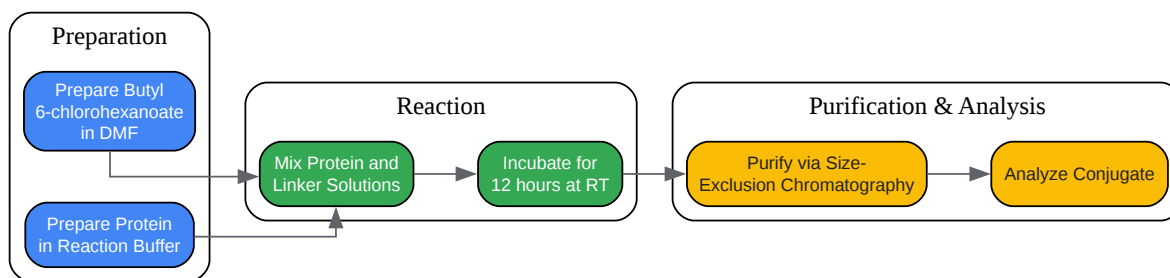 Preparation
Prepare Butyl
6-chlorohexanoate
in DMF
Prepare Protein
in Reaction Buffer
Reaction
Mix Protein and
Linker Solutions
Incubate for
12 hours at RT
Purification & Analysis
Purify via Size-
Exclusion Chromatography
Analyze Conjugate